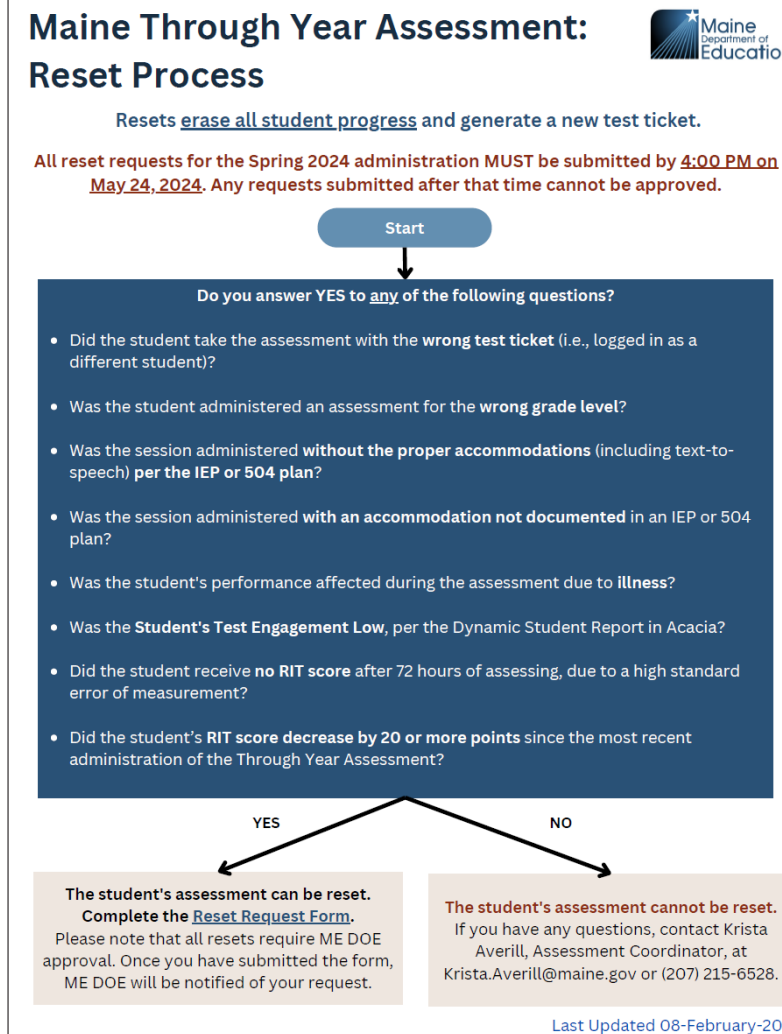 Maine Through Year Assessment:
Reset Process
Maine
Department of
Educatio
Resets erase all student progress and generate a new test ticket.
All reset requests for the Spring 2024 administration MUST be submitted by 4:00 PM on
May 24, 2024. Any requests submitted after that time cannot be approved.
Start
Do you answer YES to any of the following questions?
• Did the student take the assessment with the wrong test ticket (i.e., logged in as a
different student)?
• Was the student administered an assessment for the wrong grade level?
• Was the session administered without the proper accommodations (including text-to-
speech) per the IEP or 504 plan?
• Was the session administered with an accommodation not documented in an IEP or 504
plan?
• Was the student's performance affected during the assessment due to illness?
• Was the Student's Test Engagement Low, per the Dynamic Student Report in Acacia?
• Did the student receive no RIT score after 72 hours of assessing, due to a high standard
error of measurement?
• Did the student's RIT score decrease by 20 or more points since the most recent
administration of the Through Year Assessment?
YES
NO
The student's assessment can be reset.
Complete the Reset Request Form.
Please note that all resets require ME DOE
approval. Once you have submitted the form,
ME DOE will be notified of your request.
The student's assessment cannot be reset.
If you have any questions, contact Krista
Averill, Assessment Coordinator, at
Krista.Averill@maine.gov or (207) 215-6528.
Last Updated 08-February-20